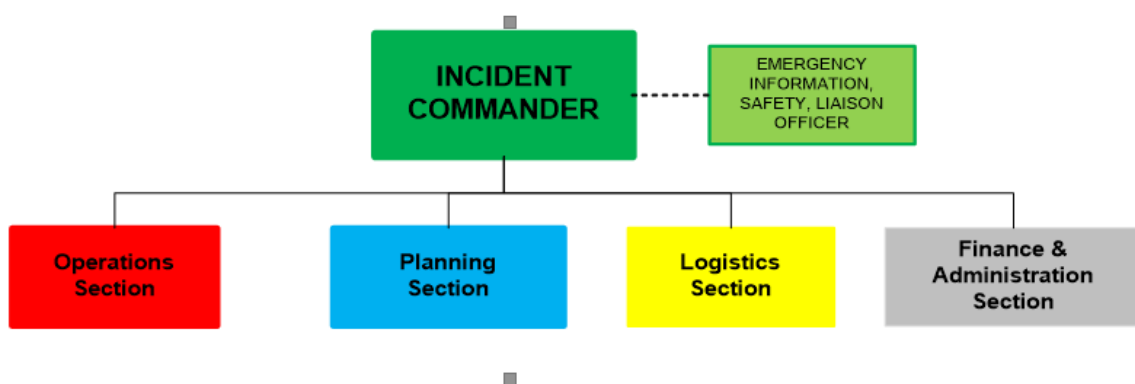 INCIDENT
COMMANDER
EMERGENCY
INFORMATION,
SAFETY, LIAISON
OFFICER
Operations
Section
Planning
Section
Logistics
Section
Finance &
Administration
Section